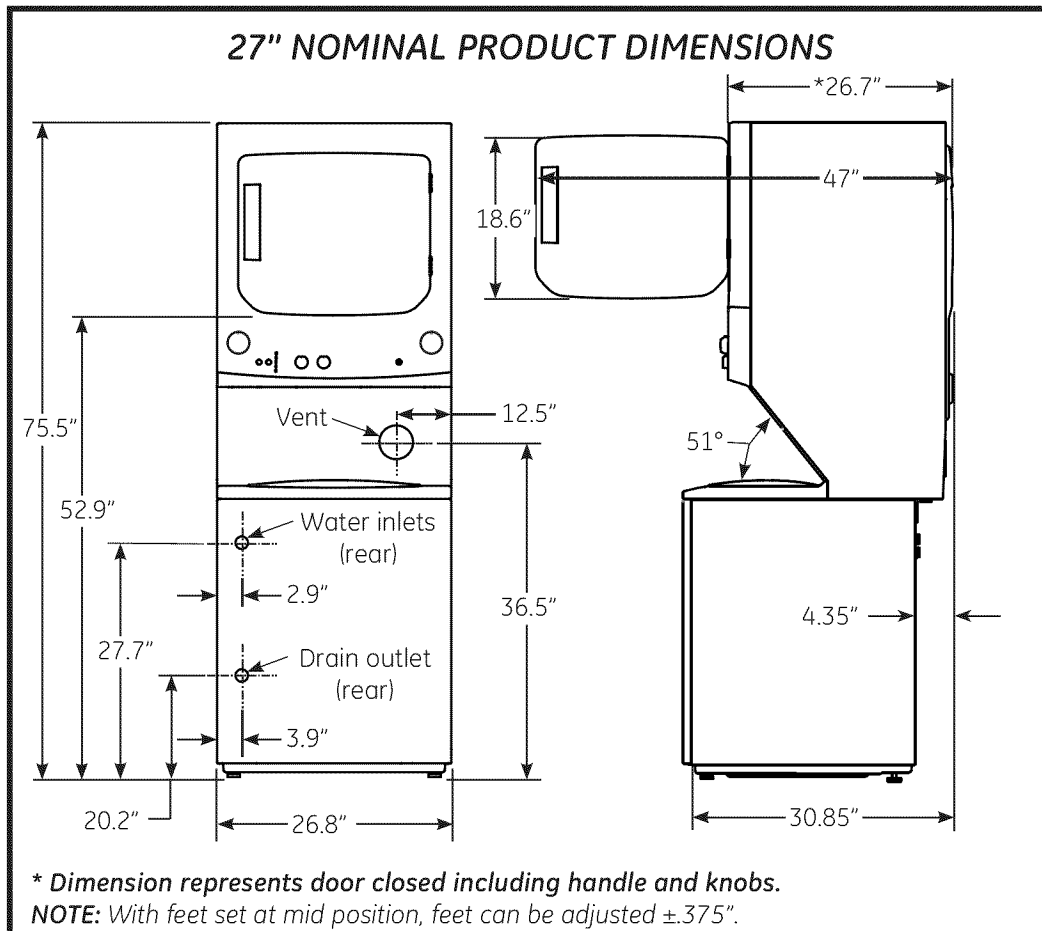 27" NOMINAL PRODUCT DIMENSIONS
*26.7"
47"
18.6"
75.5"
Vent
12.5"
51°
52.9"
Water inlets
(rear)
2.9"
36.5"
4.35"
27.7"
Drain outlet
(rear)
3.9"
20.2"
26.8"
30.85"
* Dimension represents door closed including handle and knobs.
NOTE: With feet set at mid position, feet can be adjusted ±.375".